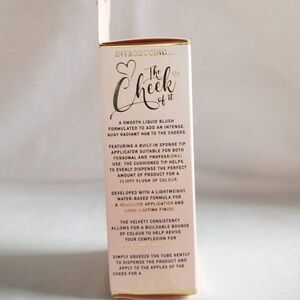 INTRODUCING...
The
Cheek
of it
A SMOOTH LIQUID BLUSH
FORMULATED TO ADD AN INTENSE,
RUBY RADIANT HUE TO THE CHEEKS.
FEATURING A BUILT-IN SPONGE TIP
APPLICATOR SUITABLE FOR BOTH
PERSONAL AND PROFESSIONAL
USE. THE CUSHIONED TIP HELPS
TO EVENLY DISPENSE THE PERFECT
AMOUNT OF PRODUCT FOR A
FLUSH OF COLOUR.
DEVELOPED WITH A LIGHTWEIGHT,
WATER-BASED FORMULA FOR
A SEAMLESS APPLICATION AND
LONG-LASTING FINISH.
THE VELVETY CONSISTENCY
ALLOWS FOR A BUILDABLE BOUNCE
OF COLOUR TO HELP REVIVE
YOUR COMPLEXION FOR
SIMPLY SQUEEZE THE TUBE GENTLY
TO DISPENSE THE PRODUCT AND
APPLY TO THE APPLES OF THE
CHEEK FOR A